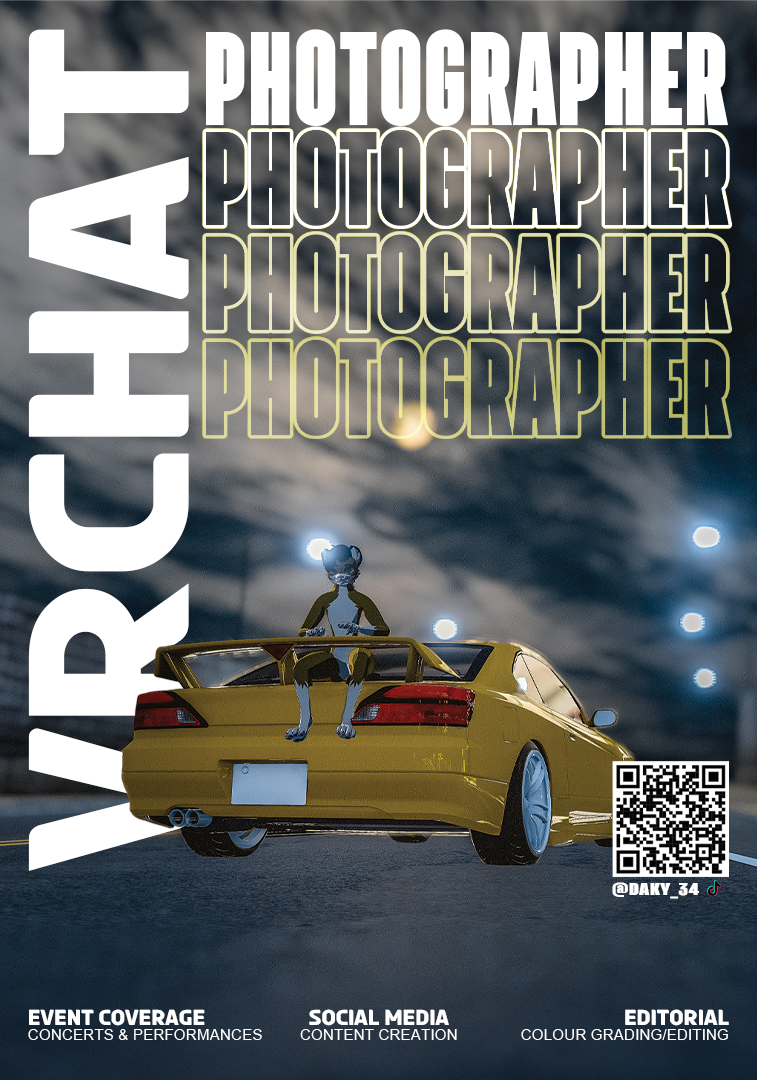 VRCHAT
PHOTOGRAPHER
PHOTOGRAPHER
PHOTOGRAPHER
PHOTOGRAPHER
@DAKY_34
EVENT COVERAGE
CONCERTS & PERFORMANCES
SOCIAL MEDIA
CONTENT CREATION
EDITORIAL
COLOUR GRADING/EDITING